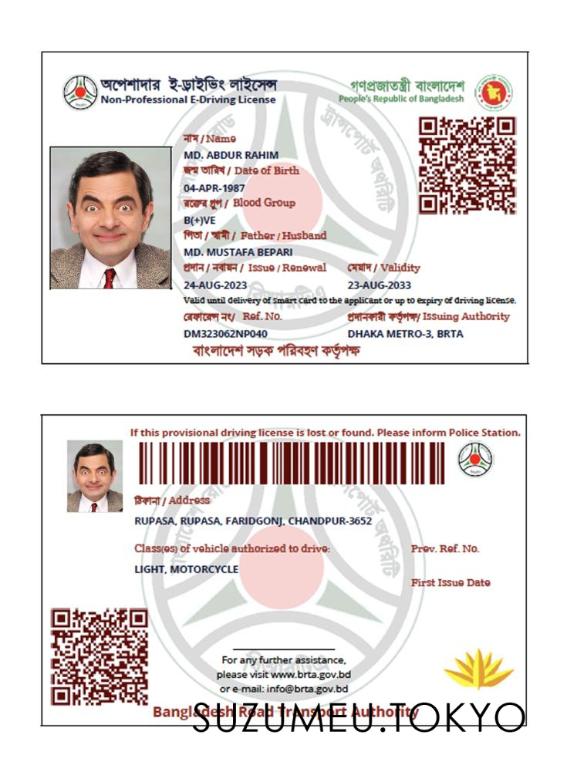 অপেশাদার ই-ড্রাইভিং লাইসেন্স
Non-Professional E-Driving License
গণপ্রজাতন্ত্রী বাংলাদেশ
People's Republic of Bangladesh
নাম / Name
MD. ABDUR RAHIM
জন্ম তারিখ / Date of Birth
04-APR-1987
রক্তের গ্রুপ / Blood Group
B(+)VE
পিতা / স্বামী / Father/Husband
MD. MUSTAFA BEPARI
প্রদান / নবায়ন / Issue / Renewal মেয়াদ / Validity
24-AUG-2023 23-AUG-2033
Valid until delivery of smart card to the applicant or up to expiry of driving license.
রেফারেন্স নং/ Ref. No. প্রদানকারী কর্তৃপক্ষ/ Issuing Authority
DM323062NP040 DHAKA METRO-3, BRTA
বাংলাদেশ সড়ক পরিবহণ কর্তৃপক্ষ
If this provisional driving license is lost or found. Please inform Police Station.
ঠিকানা / Address
RUPASA, RUPASA, FARIDGONJ, CHANDPUR-3652
Class(es) of vehicle authorized to drive: Prev. Ref. No.
LIGHT, MOTORCYCLE
First Issue Date
For any further assistance,
please visit www.brta.gov.bd
or e-mail: info@brta.gov.bd
Bangladesh Road Transport Authority
SUZUMEU.TOKYO